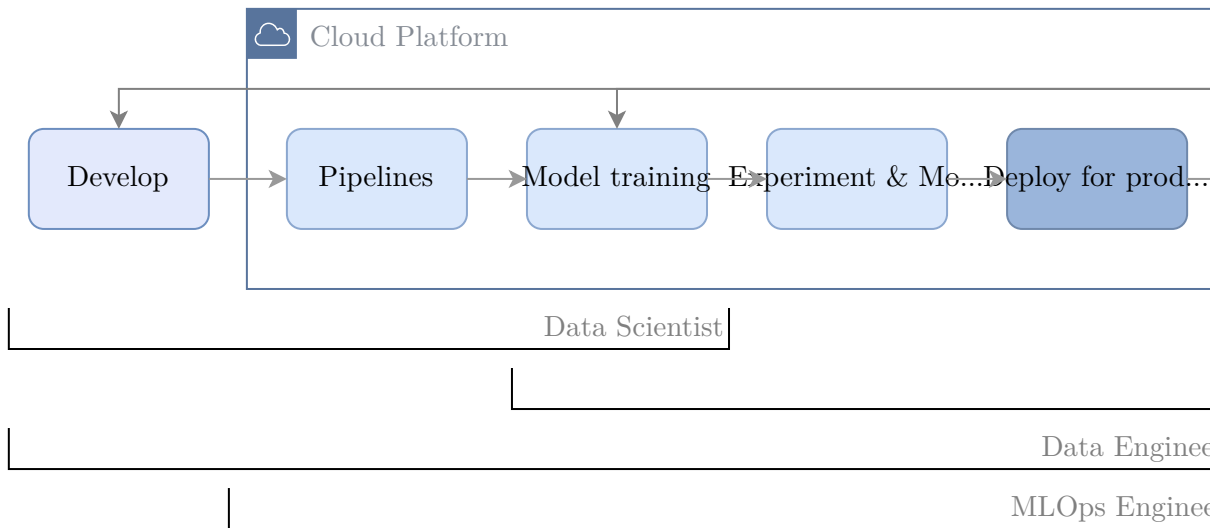 Cloud Platform
Develop
Pipelines
Model training
Experiment & Mo...
Deploy for prod...
Data Scientist
Data Enginee
MLOps Enginee